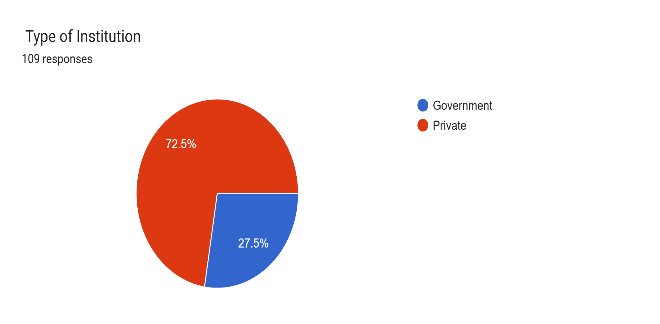 Type of Institution
109 responses
Government
Private
72.5%
27.5%